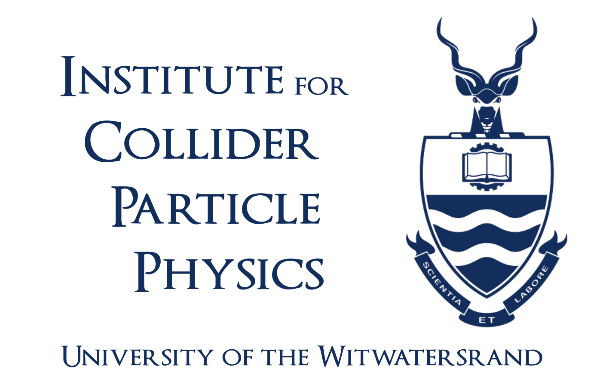 Institute for
Collider
Particle
Physics
SCIENTIA ET LABORE
University of the Witwatersrand